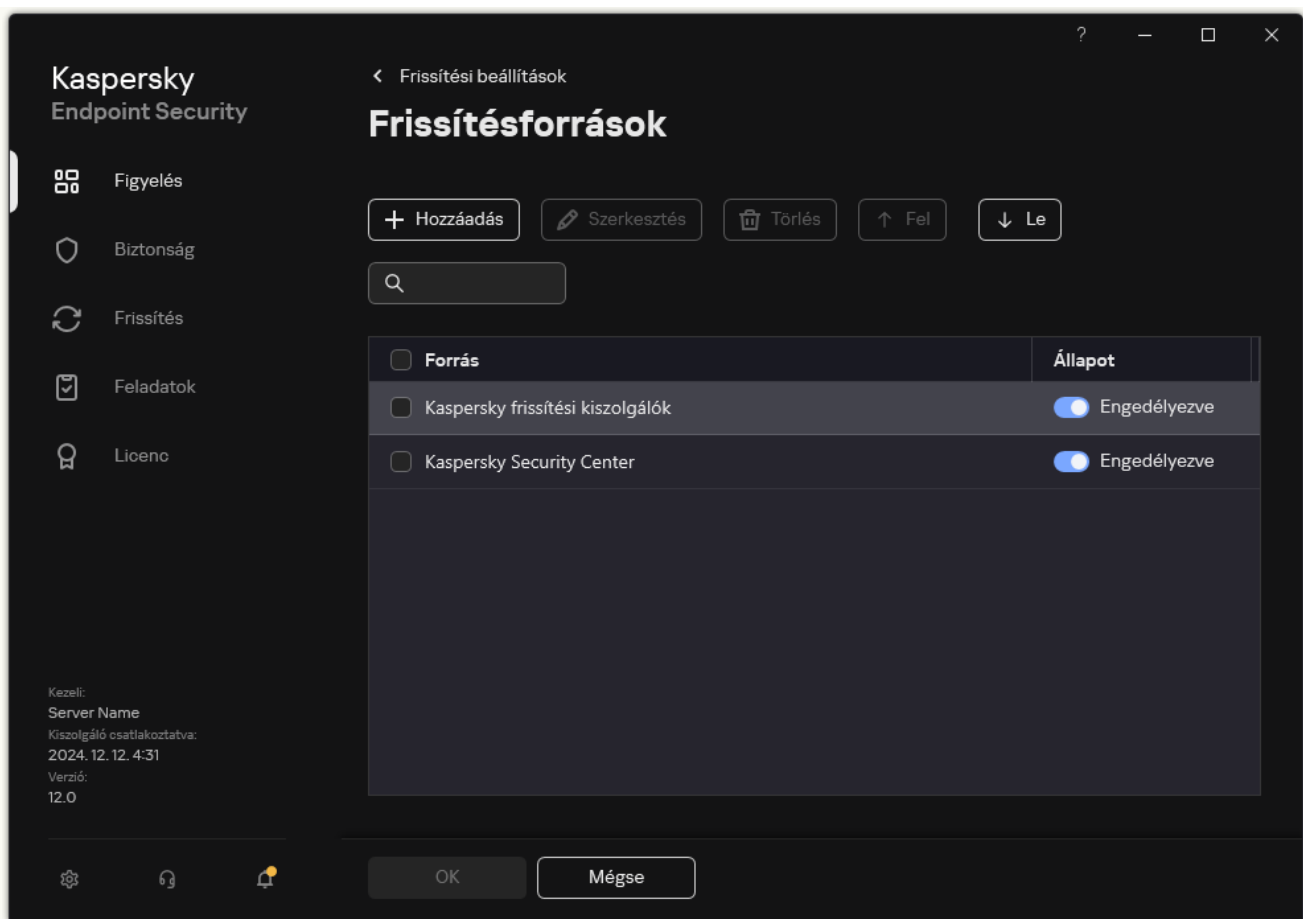 Kaspersky
Endpoint Security
Figyelés
Biztonság
Frissítés
Feladatok
Licenc
Kezeli:
Server Name
Kiszolgáló csatlakoztatva:
2024. 12. 12. 4:31
Verzió:
12.0
?
Frissítési beállítások
Frissítésforrások
Hozzáadás Szerkesztés Törlés Fel Le
Forrás Állapot
Kaspersky frissítési kiszolgálók Engedélyezve
Kaspersky Security Center Engedélyezve
OK Mégse